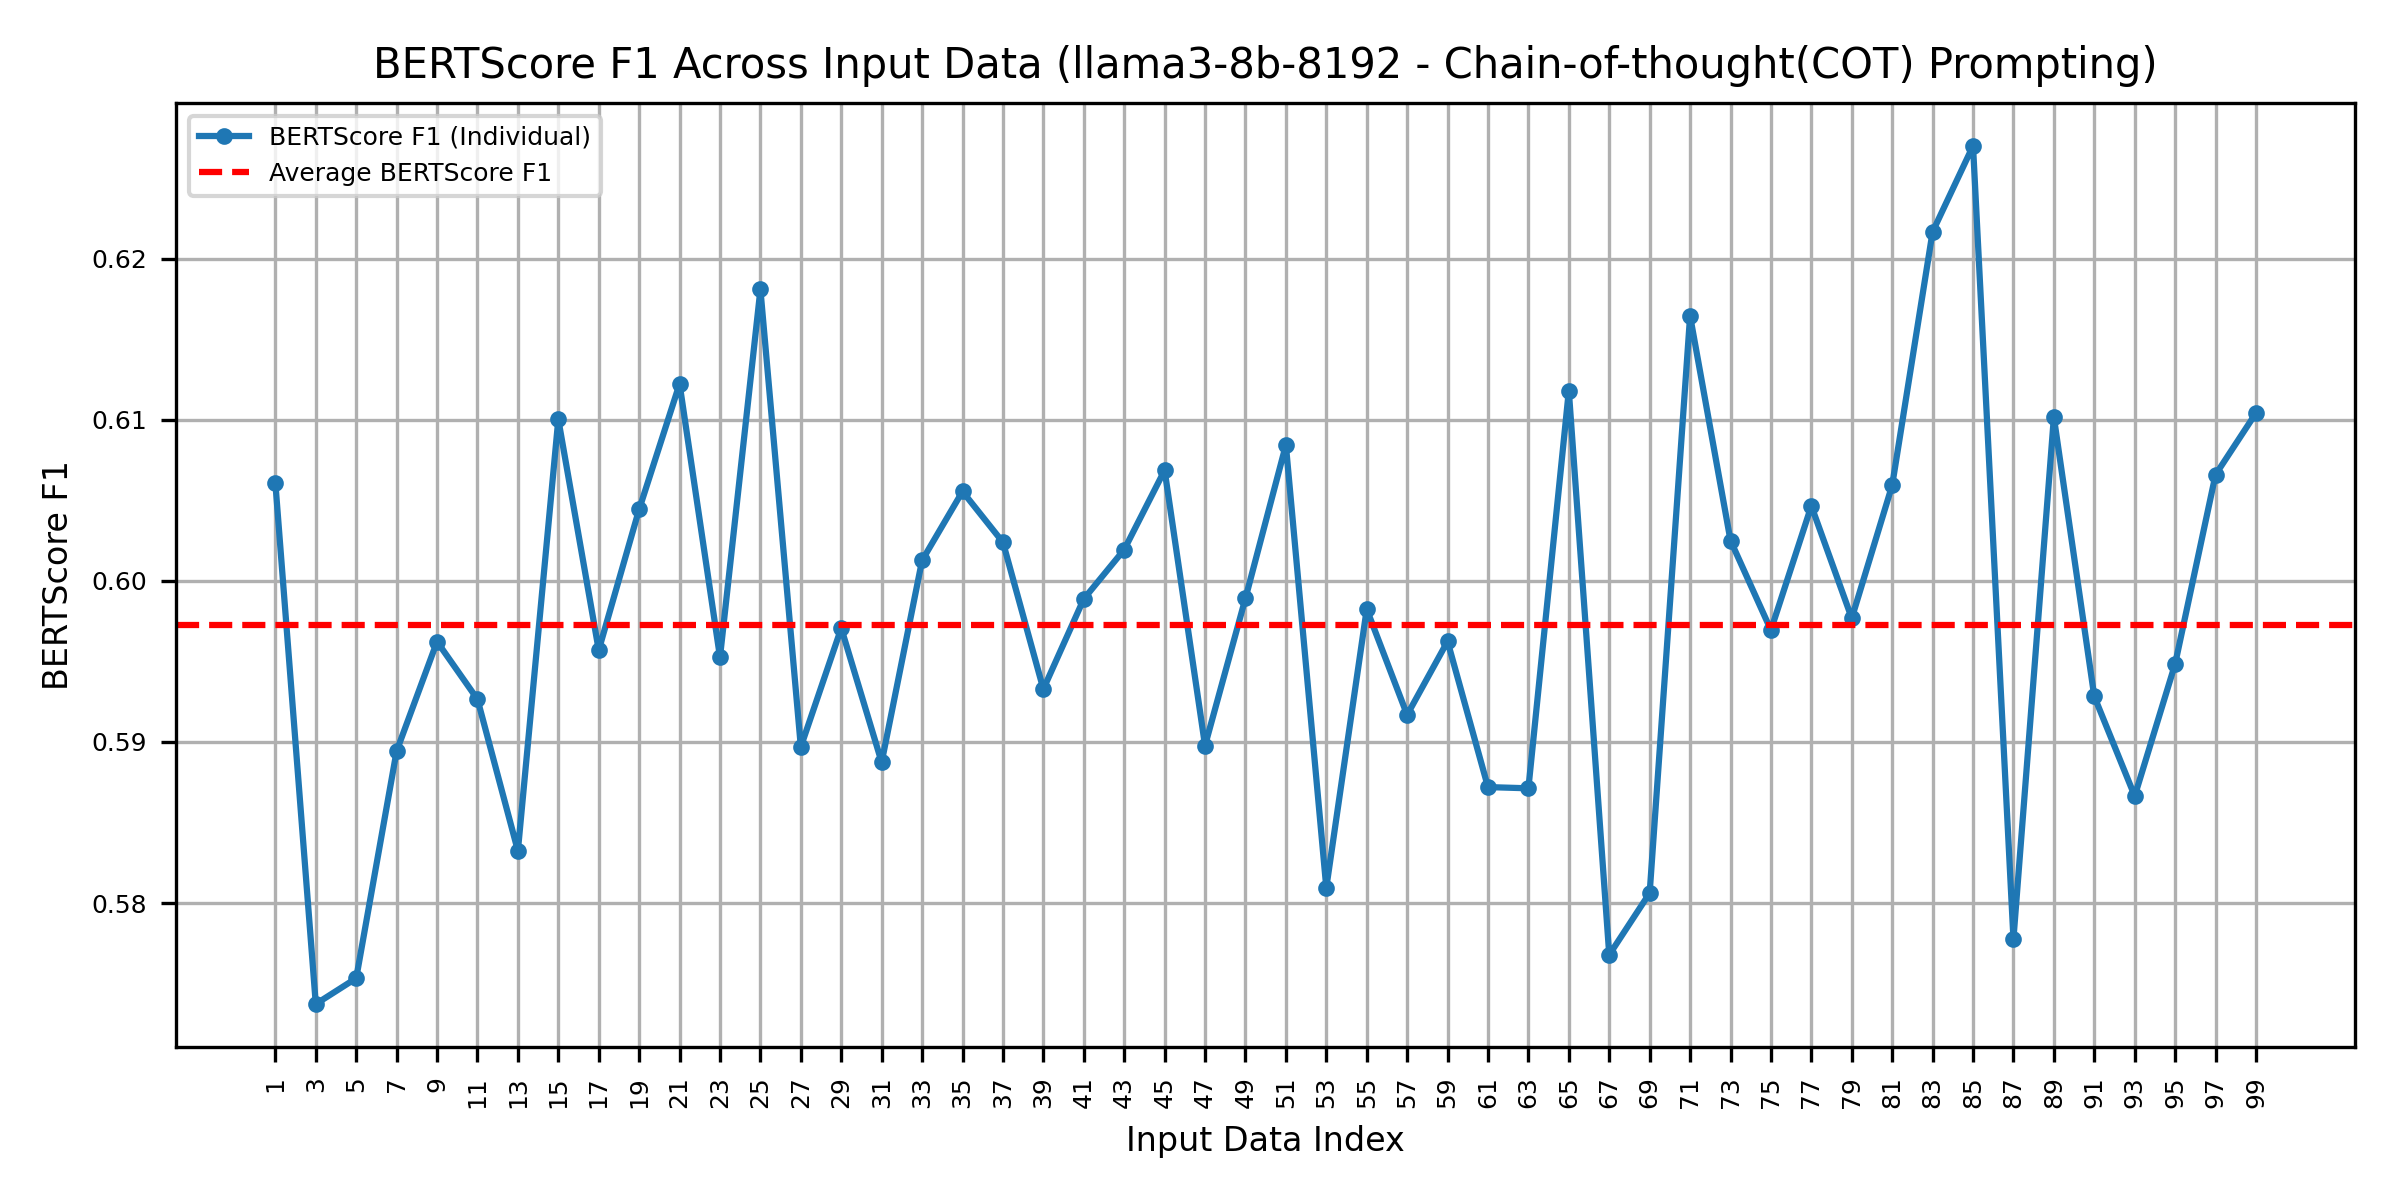 BERTScore F1 Across Input Data (llama3-8b-8192 - Chain-of-thought(COT) Prompting)
BERTScore F1 (Individual)
Average BERTScore F1
BERTScore F1
0.62
0.61
0.60
0.59
0.58
1 3 5 7 9 11 13 15 17 19 21 23 25 27 29 31 33 35 37 39 41 43 45 47 49 51 53 55 57 59 61 63 65 67 69 71 73 75 77 79 81 83 85 87 89 91 93 95 97 99
Input Data Index